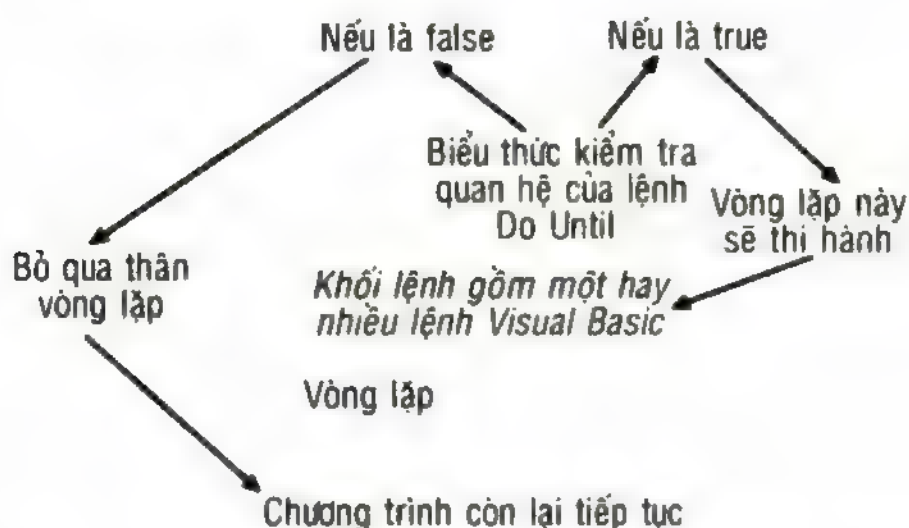 Nếu là false
Nếu là true
Biểu thức kiểm tra
quan hệ của lệnh
Do Until
Vòng lặp này
sẽ thi hành
Bỏ qua thân
vòng lặp
Khối lệnh gồm một hay
nhiều lệnh Visual Basic
Vòng lặp
Chương trình còn lại tiếp tục